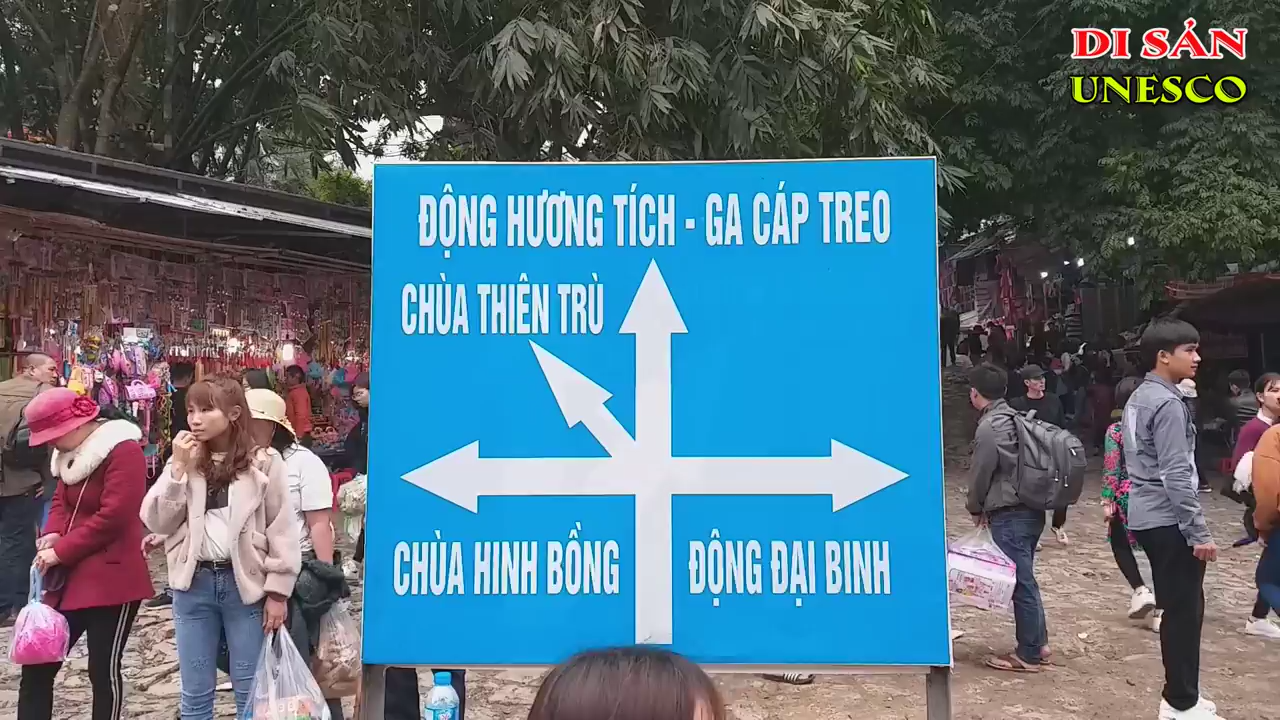 DI SẢN
UNESCO
ĐỘNG HƯƠNG TÍCH - GA CÁP TREO
CHÙA THIÊN TRÙ
CHÙA HINH BỒNG
ĐỘNG ĐẠI BINH